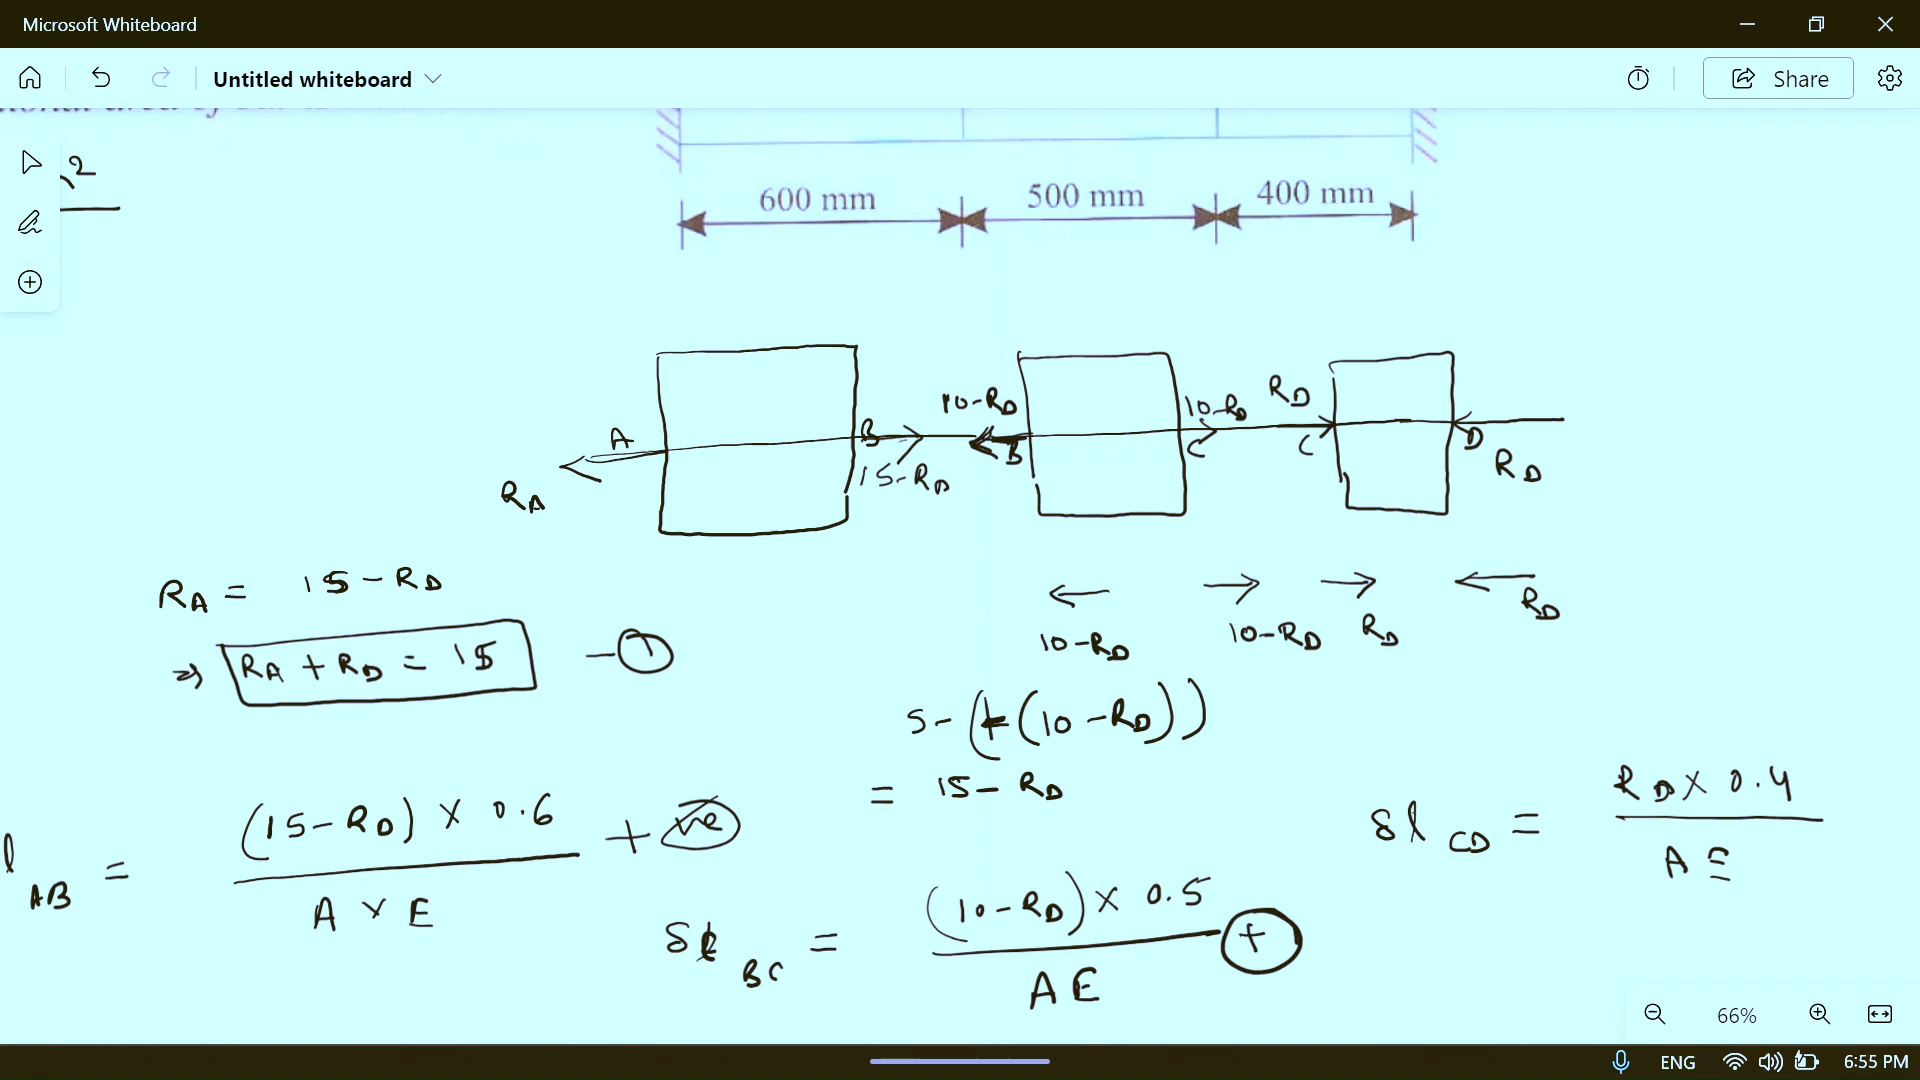 Microsoft Whiteboard
Untitled whiteboard
Share
2
600 mm
500 mm
400 mm
A
B
RA
15-RD
10-RD
B
10-RD
C
RD
C
D
RD
RA = 15-RD
⇒ RA + RD = 15 - ①
10-RD
10-RD
RD
RD
5-(+(10-RD))
= 15-RD
l AB = (15-RD) × 0.6 / A × E + ve
δl BC = (10-RD) × 0.5 / AE +
δl CD = RD × 0.4 / AE
66%
ENG
6:55 PM